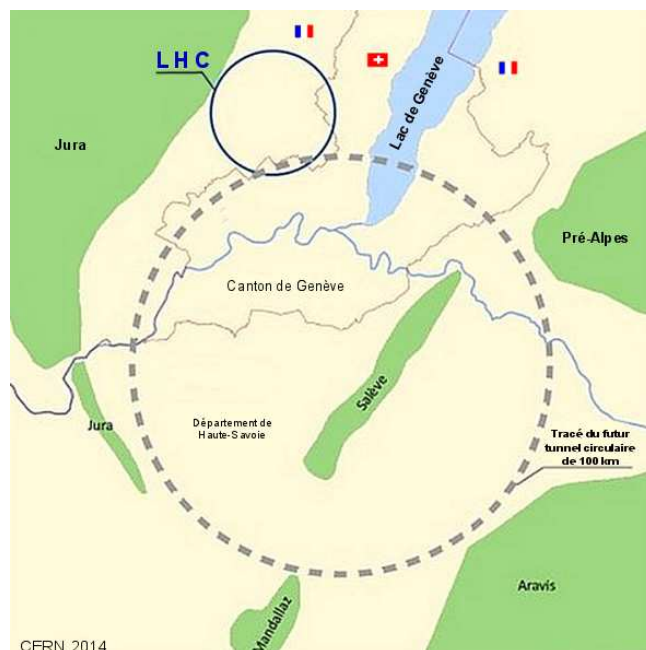 LHC
Jura
Lac de Genève
Pré-Alpes
Canton de Genève
Salève
Jura
Département de
Haute-Savoie
Tracé du futur
tunnel circulaire
de 100 km
Aravis
Mandallaz
CERN 2014